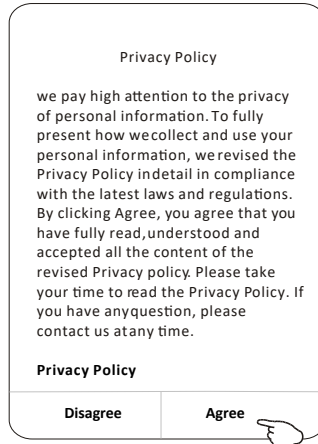 Privacy Policy
we pay high attention to the privacy
of personal information. To fully
present how wecollect and use your
personal information, we revised the
Privacy Policy indetail in compliance
with the latest laws and regulations.
By clicking Agree, you agree that you
have fully read,understood and
accepted all the content of the
revised Privacy policy. Please take
your time to read the Privacy Policy. If
you have anyquestion, please
contact us atany time.
Privacy Policy
Disagree Agree